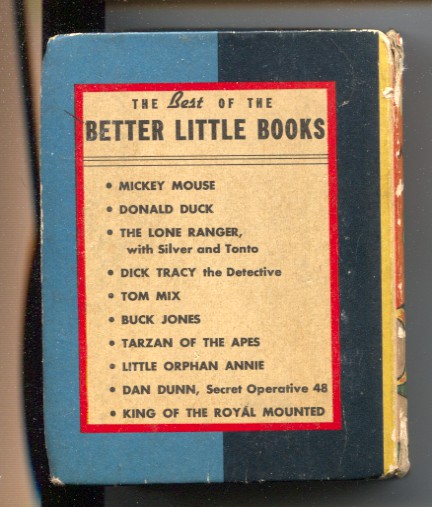 THE Best OF THE
BETTER LITTLE BOOKS
• MICKEY MOUSE
• DONALD DUCK
• THE LONE RANGER,
with Silver and Tonto
• DICK TRACY the Detective
• TOM MIX
• BUCK JONES
• TARZAN OF THE APES
• LITTLE ORPHAN ANNIE
• DAN DUNN, Secret Operative 48
• KING OF THE ROYAL MOUNTED